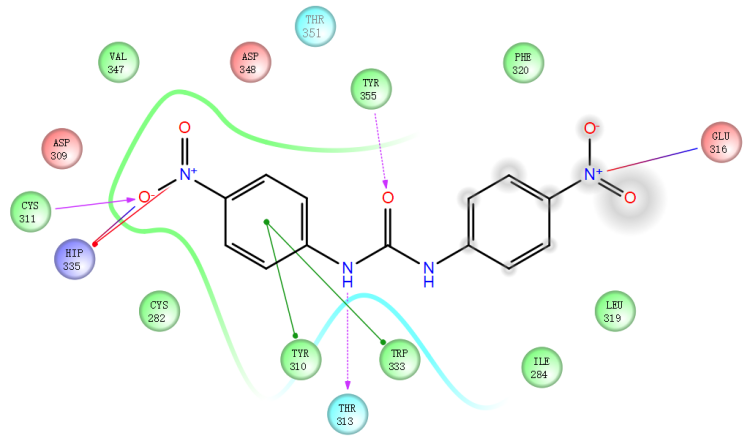 THR
351
VAL
347
ASP
348
PHE
320
TYR
355
O
O⁻
GLU
316
ASP
309
N⁺
N⁺
O⁻
O
O
CYS
311
HIP
335
N
H
N
H
CYS
282
LEU
319
TYR
310
TRP
333
ILE
284
THR
313